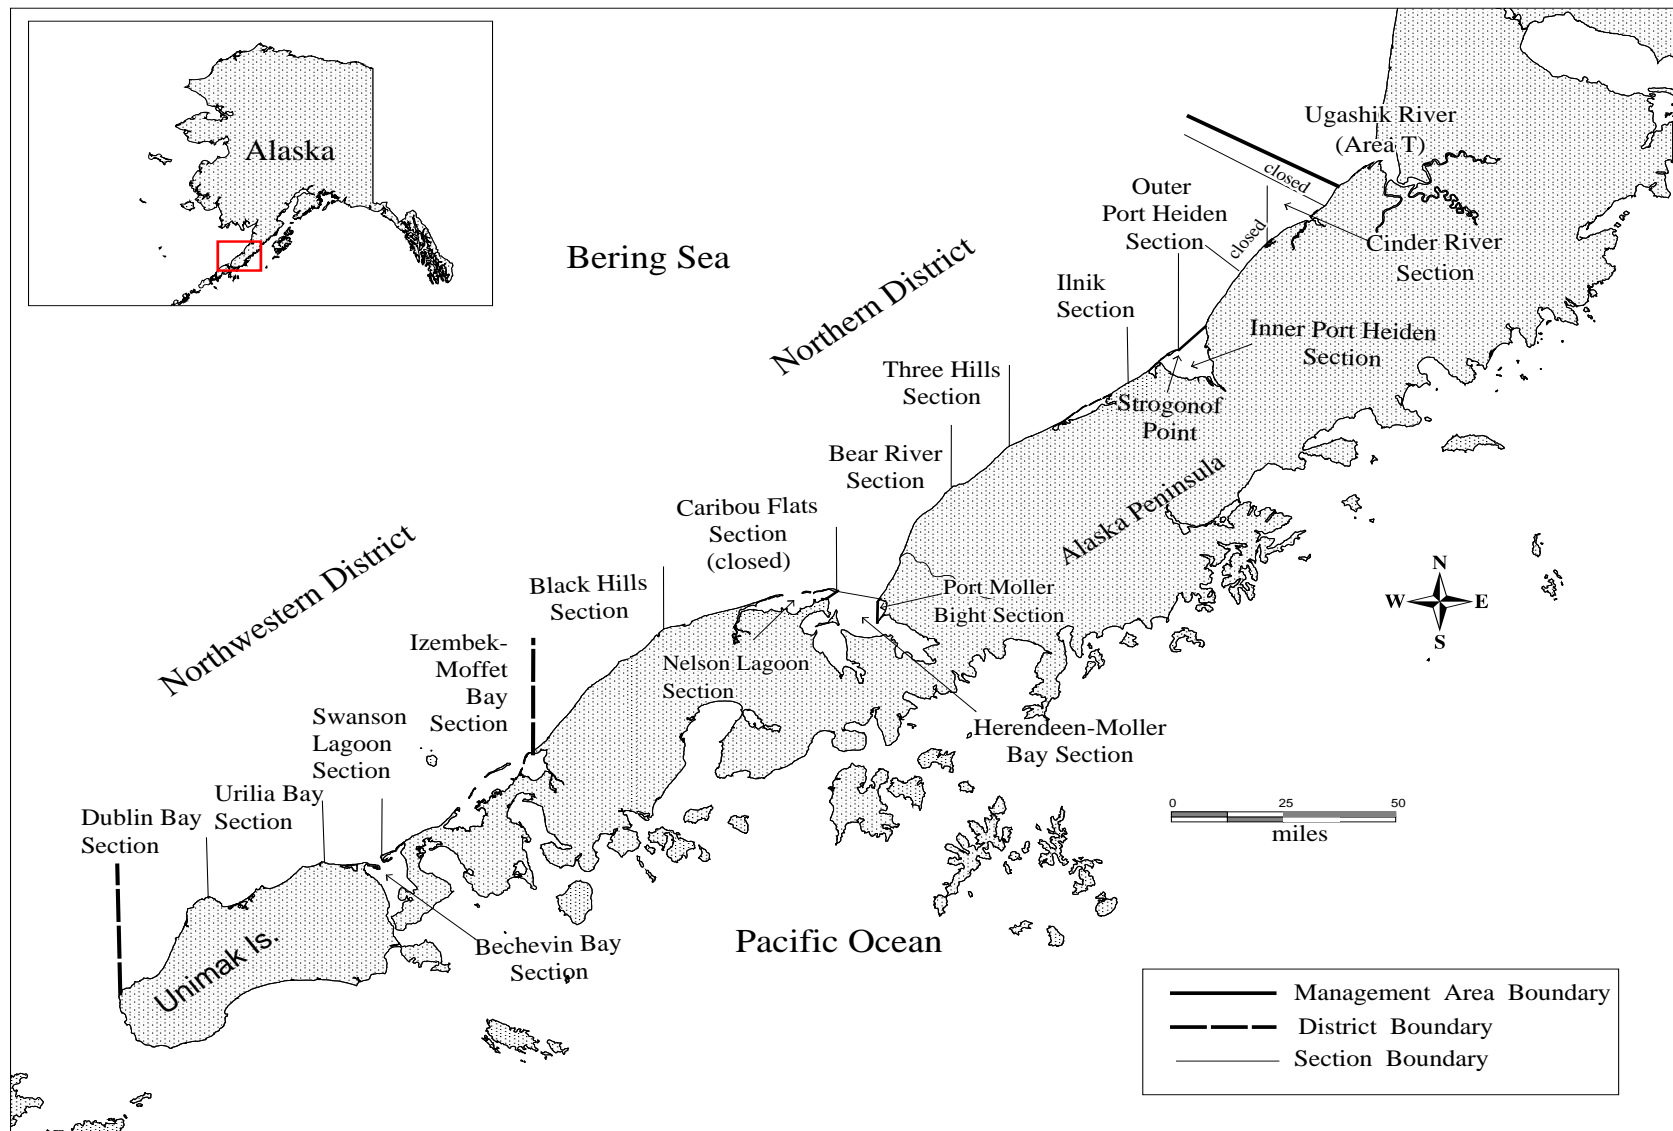 Alaska
Bering Sea
Northern District
Northwestern District
Ugashik River
(Area T)
closed
Outer
Port Heiden
Section
closed
Cinder River
Section
Ilnik
Section
Inner Port Heiden
Section
Three Hills
Section
Strogonof
Point
Bear River
Section
Alaska Peninsula
Caribou Flats
Section
(closed)
Black Hills
Section
Port Moller
Bight Section
N
W
E
S
Izembek-
Moffet
Bay
Section
Nelson Lagoon
Section
Swanson
Lagoon
Section
Herendeen-Moller
Bay Section
Urilia Bay
Section
Dublin Bay
Section
0
25
50
miles
Bechevin Bay
Section
Pacific Ocean
Unimak Is.
Management Area Boundary
District Boundary
Section Boundary